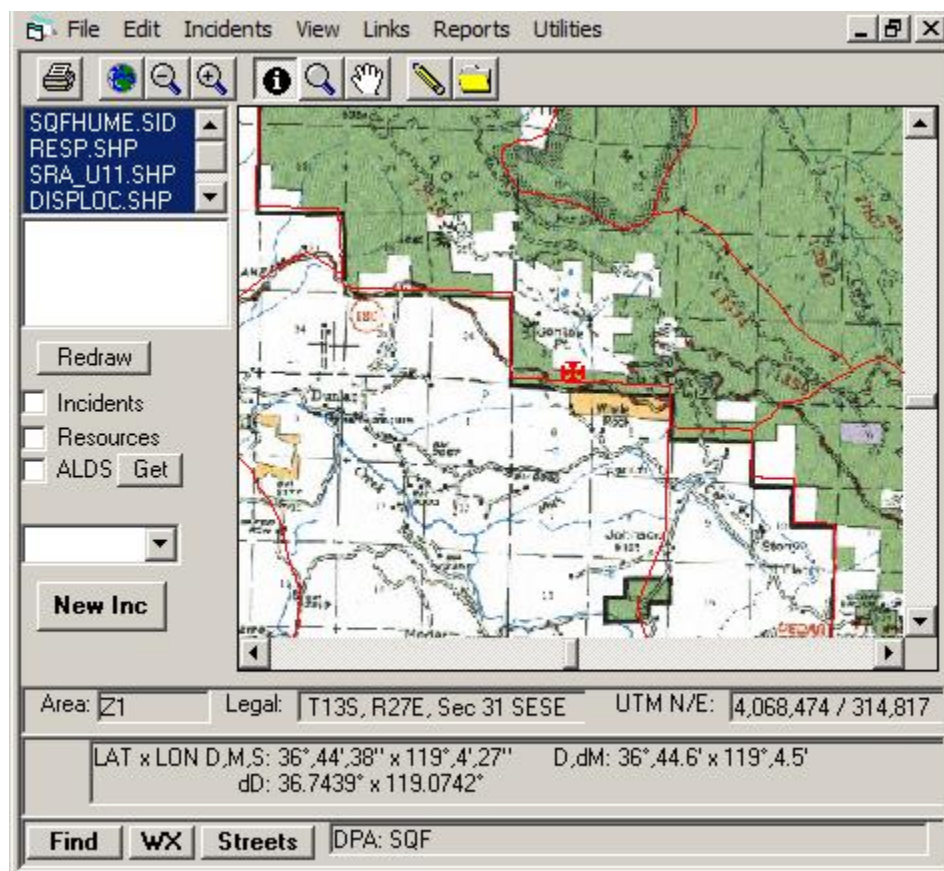 File Edit Incidents View Links Reports Utilities
SQFHUME.SID
RESP.SHP
SRA_U11.SHP
DISPLOC.SHP
Redraw
Incidents
Resources
ALDS Get
New Inc
180
Dunlap
Creek
Area: Z1 Legal: T13S, R27E, Sec 31 SESE UTM N/E: 4,068,474 / 314,817
LAT x LON D,M,S: 36°,44',38" x 119°,4',27" D,dM: 36°,44.6' x 119°,4.5'
dD: 36.7439° x 119.0742°
Find WX Streets DPA: SQF